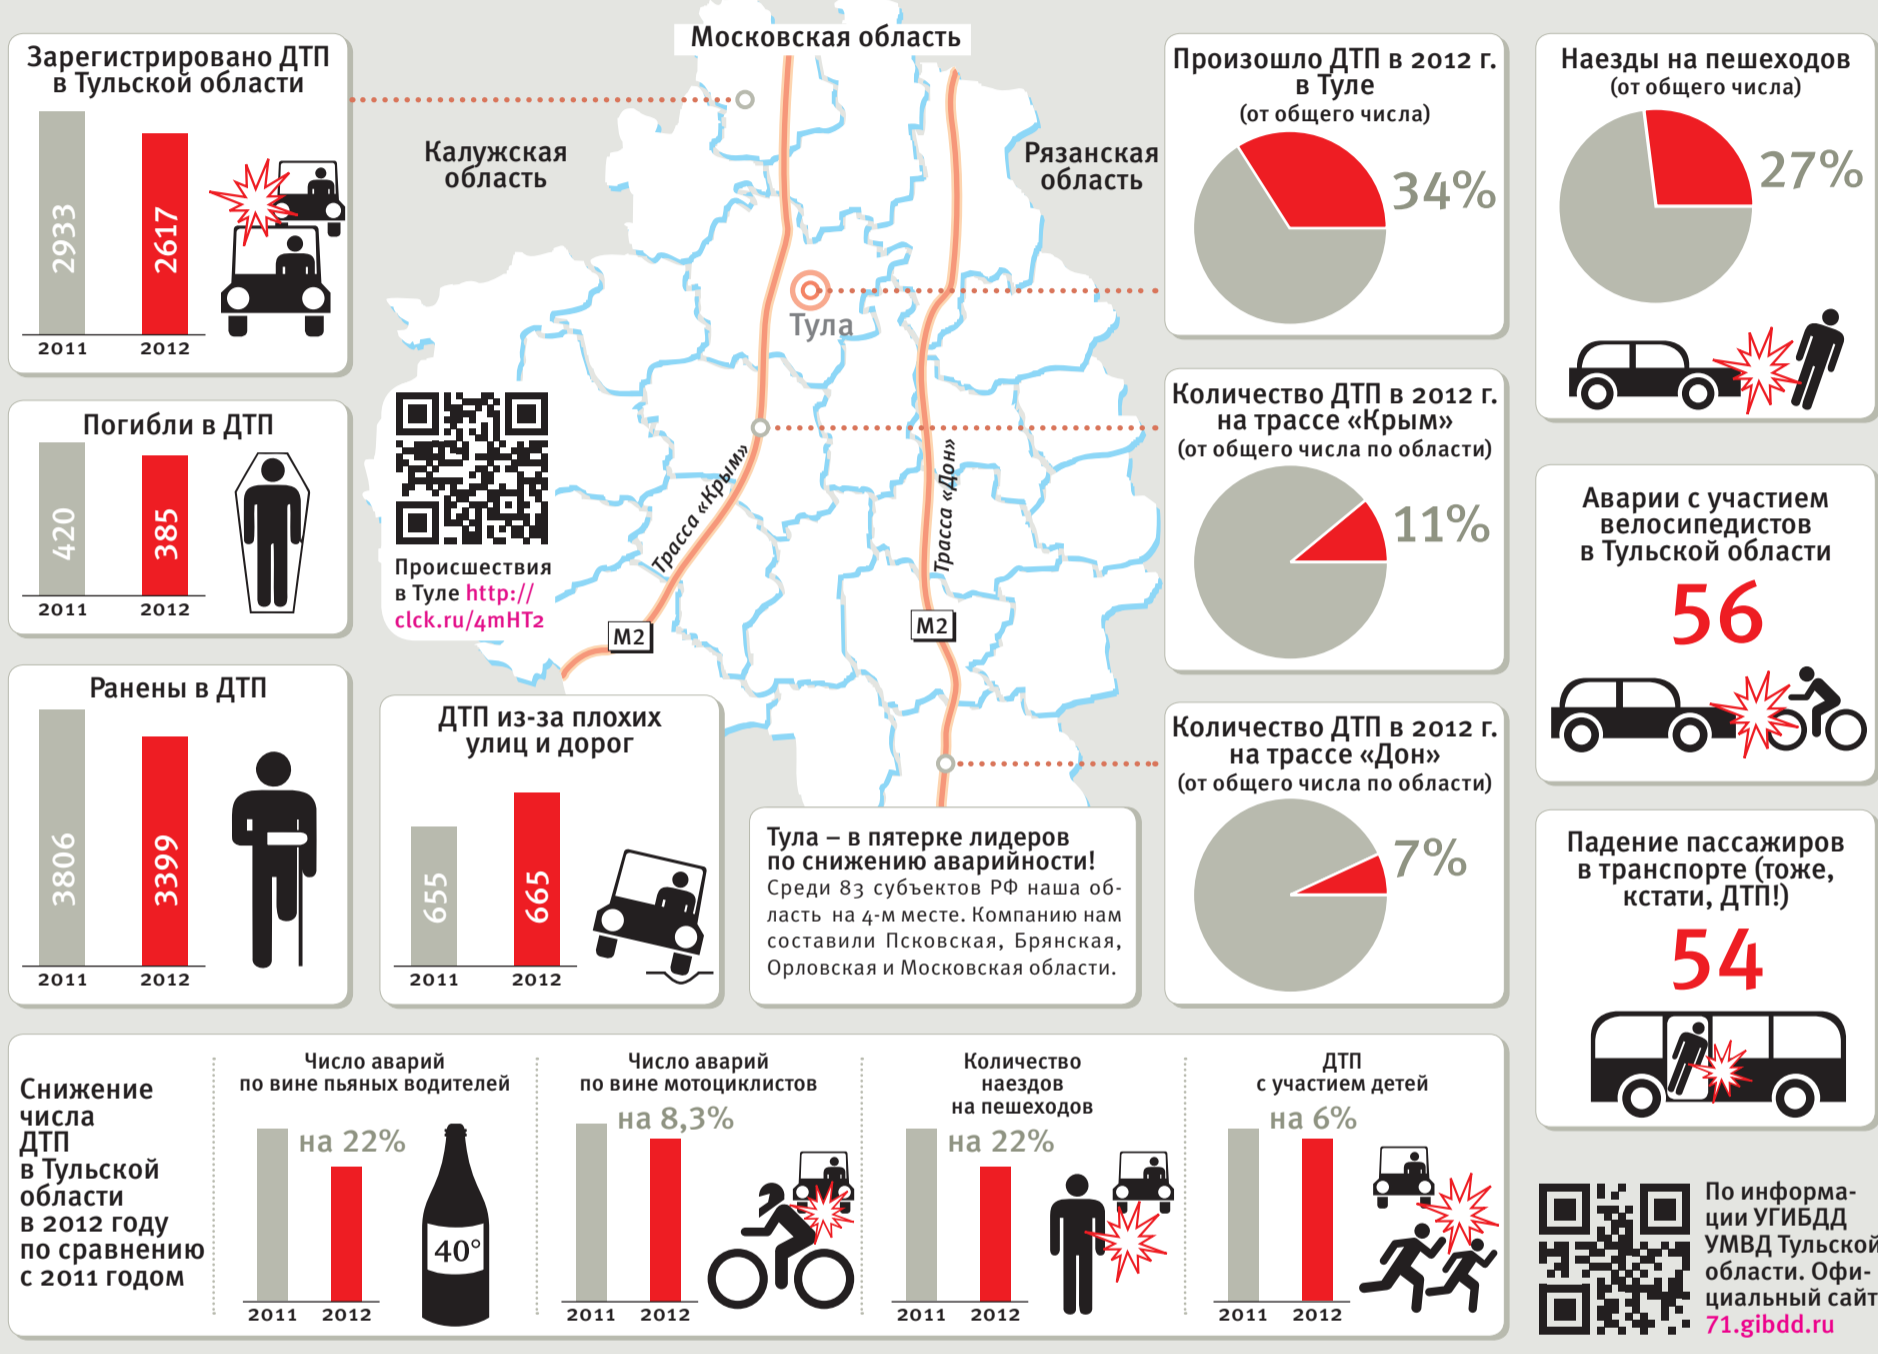 Зарегистрировано ДТП
в Тульской области
2933
2617
2011
2012
Погибли в ДТП
420
385
2011
2012
Ранены в ДТП
3806
3399
2011
2012
Московская область
Калужская
область
Рязанская
область
Тула
Трасса «Крым»
Трасса «Дон»
М2
М2
Происшествия
в Туле http://
clck.ru/4mHT2
ДТП из-за плохих
улиц и дорог
655
665
2011
2012
Тула – в пятерке лидеров
по снижению аварийности!
Среди 83 субъектов РФ наша об-
ласть на 4-м месте. Компанию нам
составили Псковская, Брянская,
Орловская и Московская области.
Произошло ДТП в 2012 г.
в Туле
(от общего числа)
34%
Количество ДТП в 2012 г.
на трассе «Крым»
(от общего числа по области)
11%
Количество ДТП в 2012 г.
на трассе «Дон»
(от общего числа по области)
7%
Наезды на пешеходов
(от общего числа)
27%
Аварии с участием
велосипедистов
в Тульской области
56
Падение пассажиров
в транспорте (тоже,
кстати, ДТП!)
54
Снижение
числа
ДТП
в Тульской
области
в 2012 году
по сравнению
с 2011 годом
Число аварий
по вине пьяных водителей
на 22%
40°
2011
2012
Число аварий
по вине мотоциклистов
на 8,3%
2011
2012
Количество
наездов
на пешеходов
на 22%
2011
2012
ДТП
с участием детей
на 6%
2011
2012
По информа-
ции УГИБДД
УМВД Тульской
области. Офи-
циальный сайт
71.gibdd.ru